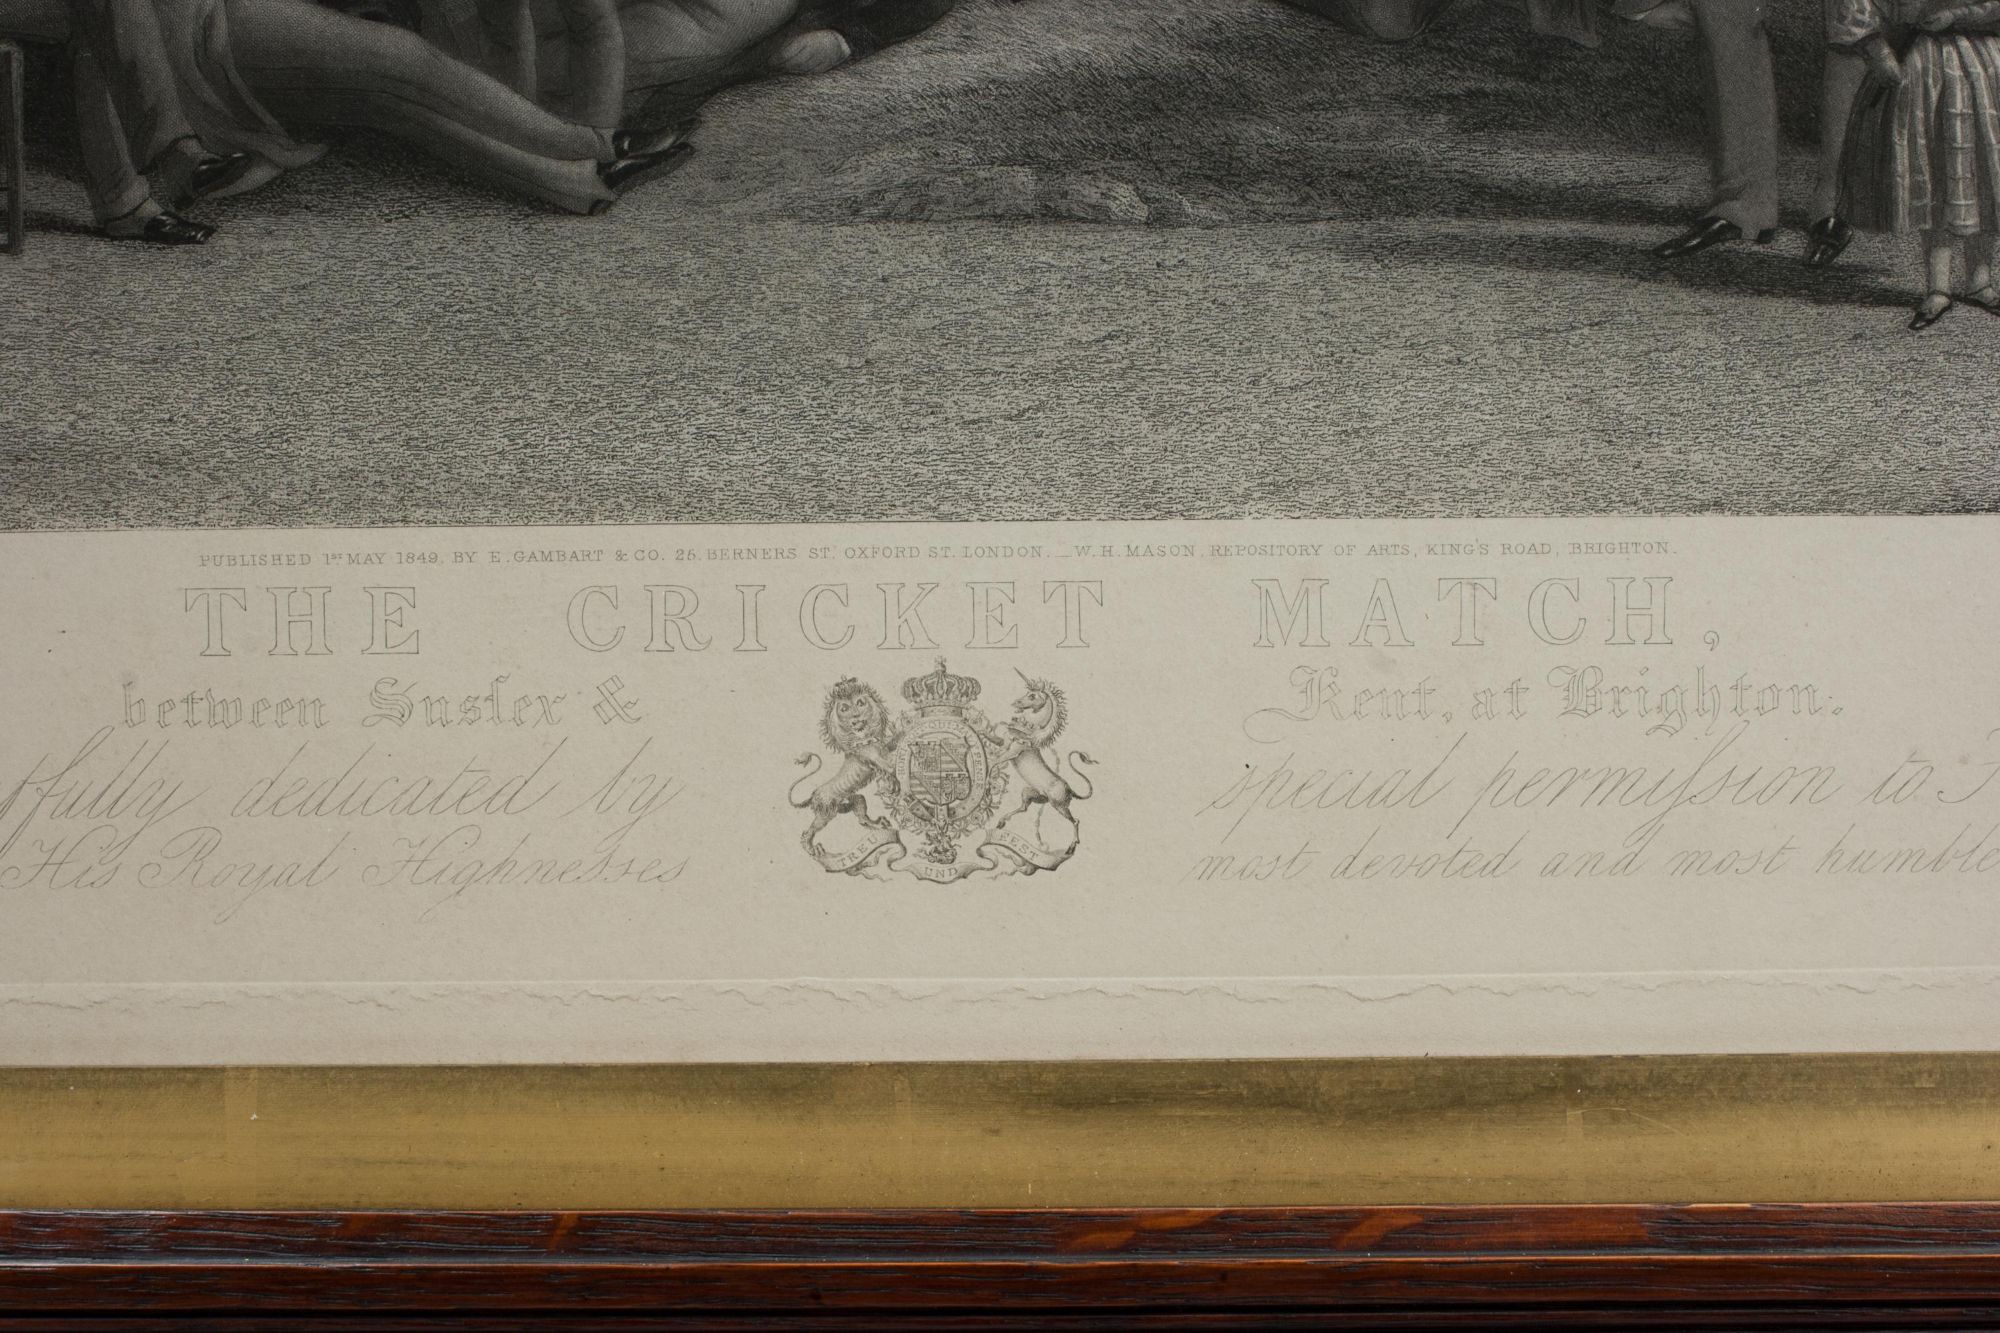 PUBLISHED 1ST MAY 1849, BY E. GAMBART & CO. 25, BERNERS ST. OXFORD ST. LONDON. _ W. H. MASON, REPOSITORY OF ARTS, KING'S ROAD, BRIGHTON.
THE CRICKET MATCH,
between Susſex & Kent, at Brighton.
fully dedicated by special permiſsion to
His Royal Highnesses most devoted and most humble
TREU UND FEST